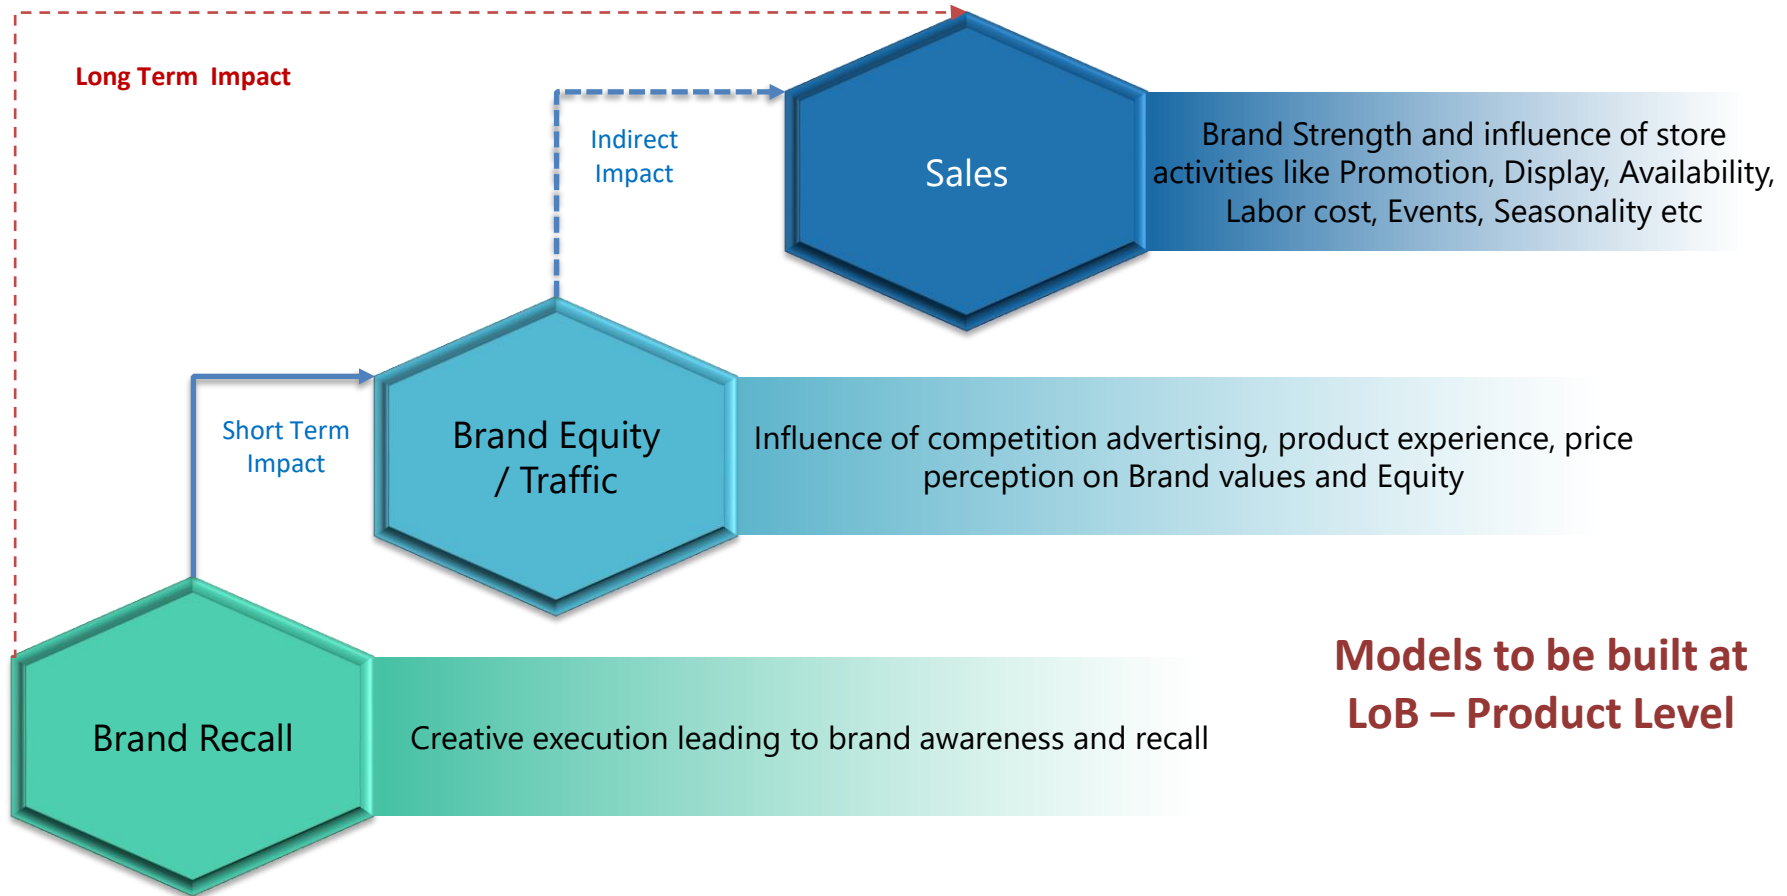 Long Term  Impact
Indirect
Impact
Sales
Brand Strength and influence of store
activities like Promotion, Display, Availability,
Labor cost, Events, Seasonality etc
Short Term
Impact
Brand Equity
/ Traffic
Influence of competition advertising, product experience, price
perception on Brand values and Equity
Brand Recall
Creative execution leading to brand awareness and recall
Models to be built at
LoB – Product Level